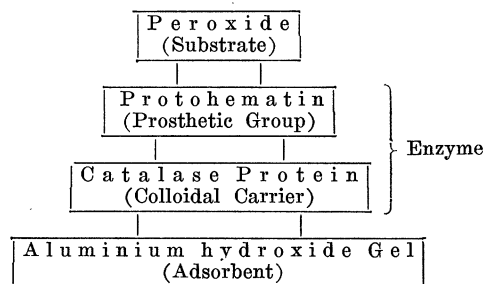 Peroxide
(Substrate)
Protohematin
(Prosthetic Group)
Enzyme
Catalase Protein
(Colloidal Carrier)
Aluminium hydroxide Gel
(Adsorbent)